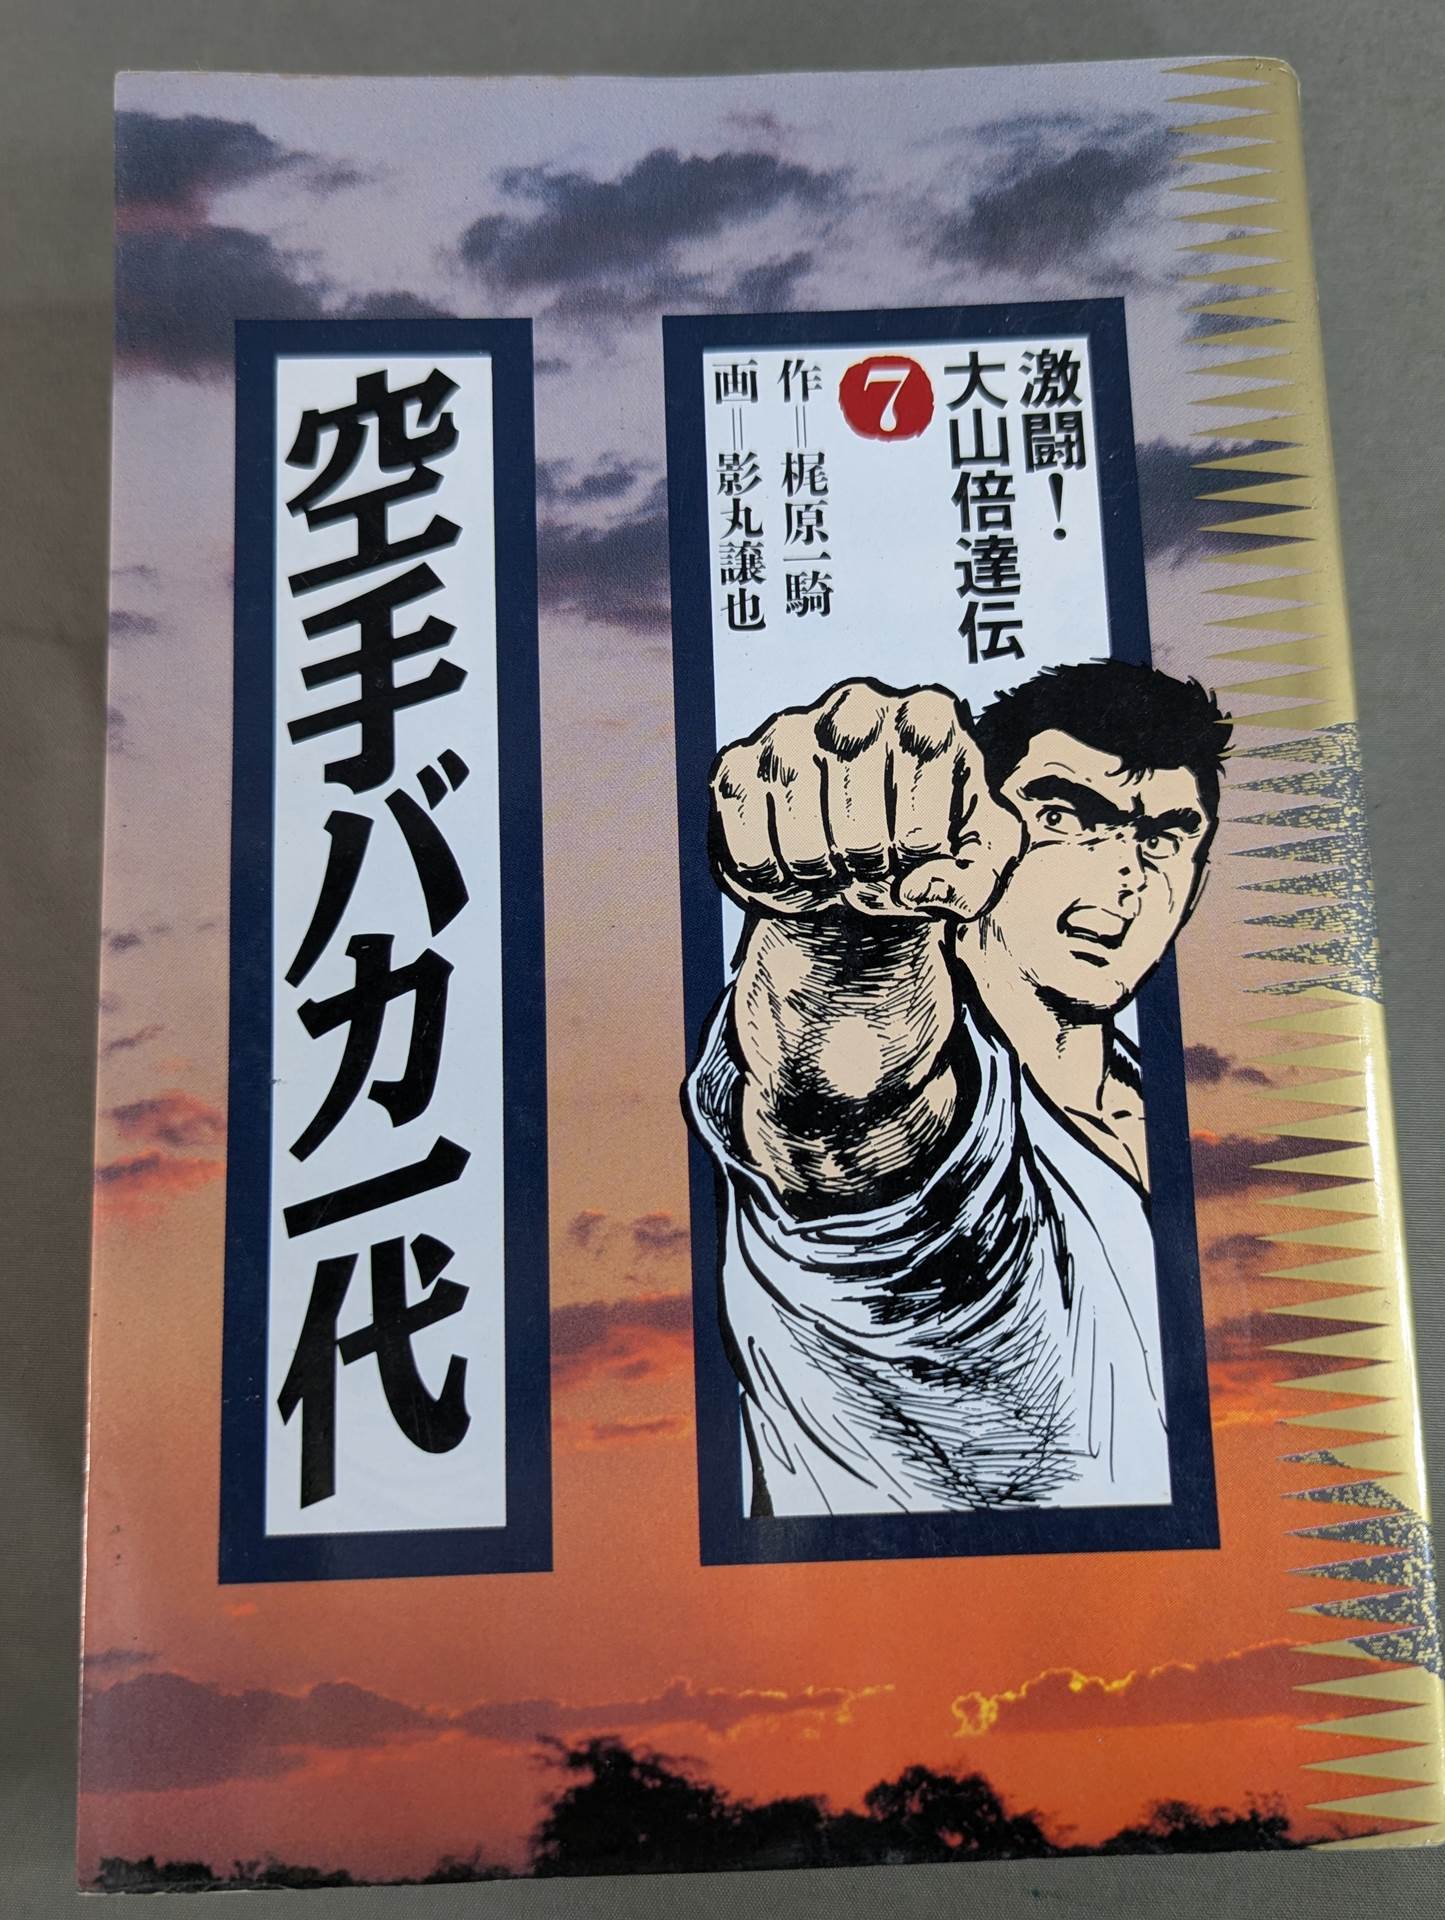 激闘！
大山倍達伝
7
作＝梶原一騎
画＝影丸譲也
空手バカ一代